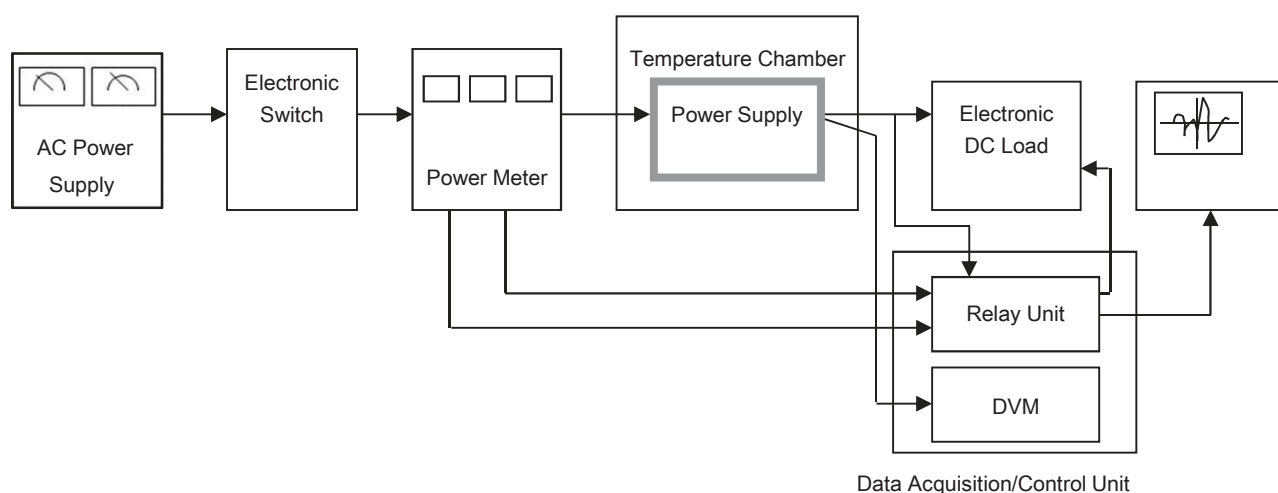 AC Power
Supply
Electronic
Switch
Power Meter
Temperature Chamber
Power Supply
Electronic
DC Load
Relay Unit
DVM
Data Acquisition/Control Unit